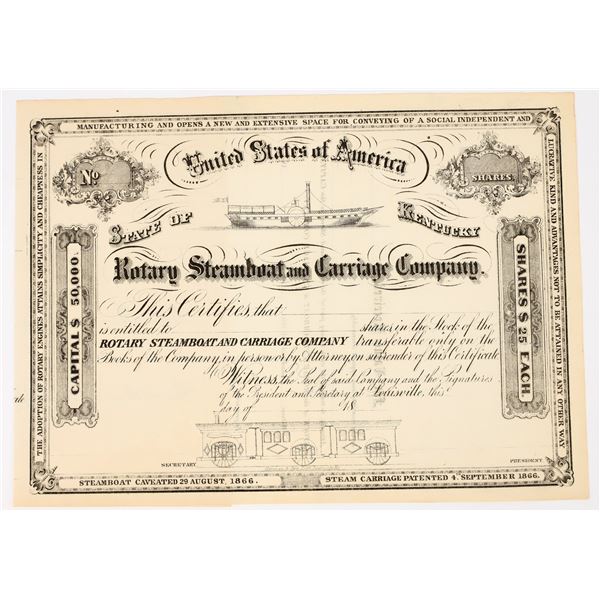 MANUFACTURING AND OPENS A NEW AND EXTENSIVE SPACE FOR CONVEYING OF A SOCIAL INDEPENDENT AND
LUCRATIVE KIND AND ADVANTAGES NOT TO BE ATTAINED IN ANY OTHER WAY
THE ADOPTION OF ROTARY ENGINES ATTAINS SIMPLICITY AND CHEAPNESS IN
United States of America
No
SHARES.
STATE OF KENTUCKY
Rotary Steamboat and Carriage Company.
CAPITAL $ 50,000.
SHARES $ 25 EACH.
This Certifies, that
is entitled to shares in the Stock of the
ROTARY STEAMBOAT AND CARRIAGE COMPANY transferable only on the
Books of the Company, in person or by Attorney, on surrender of this Certificate
Witness, the Seal of said Company and the Signatures
of the President and Secretary at Louisville, this
day of 18
SECRETARY
PRESIDENT
STEAMBOAT CAVEATED 29 AUGUST, 1866.
STEAM CARRIAGE PATENTED 4. SEPTEMBER 1866.